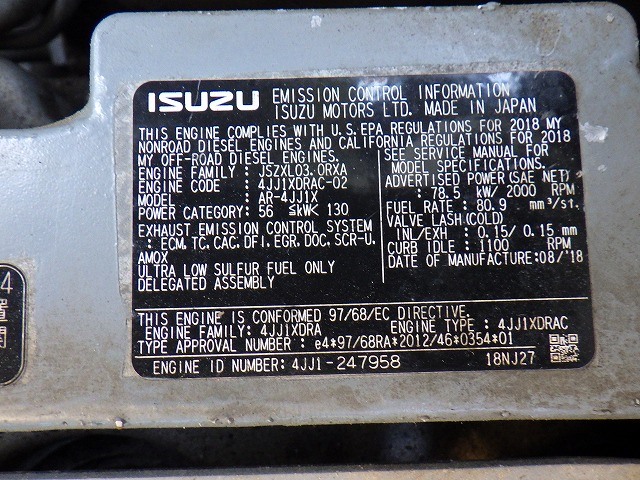 ISUZU EMISSION CONTROL INFORMATION
ISUZU MOTORS LTD. MADE IN JAPAN
THIS ENGINE COMPLIES WITH U.S.EPA REGULATIONS FOR 2018 MY
NONROAD DIESEL ENGINES AND CALIFORNIA REGULATIONS FOR 2018
MY OFF-ROAD DIESEL ENGINES.
ENGINE FAMILY : JSZXL03.0RXA
ENGINE CODE : 4JJ1XDRAC-02
MODEL : AR-4JJ1X
POWER CATEGORY: 56 ≦kW< 130
EXHAUST EMISSION CONTROL SYSTEM
: ECM, TC, CAC, DFI, EGR, DOC, SCR-U,
AMOX
ULTRA LOW SULFUR FUEL ONLY
DELEGATED ASSEMBLY
SEE SERVICE MANUAL FOR
MODEL SPECIFICATIONS.
ADVERTISED POWER (SAE NET)
: 78.5 kW/ 2000 RPM
FUEL RATE : 80.9 mm³/st.
VALVE LASH (COLD)
INL/EXH : 0.15/ 0.15 mm
CURB IDLE : 1100 RPM
DATE OF MANUFACTURE:08/'18
THIS ENGINE IS CONFORMED 97/68/EC DIRECTIVE.
ENGINE FAMILY: 4JJ1XDRA ENGINE TYPE : 4JJ1XDRAC
TYPE APPROVAL NUMBER : e4*97/68RA*2012/46*0354*01
ENGINE ID NUMBER: 4JJ1-247958 18NJ27
4
置
関